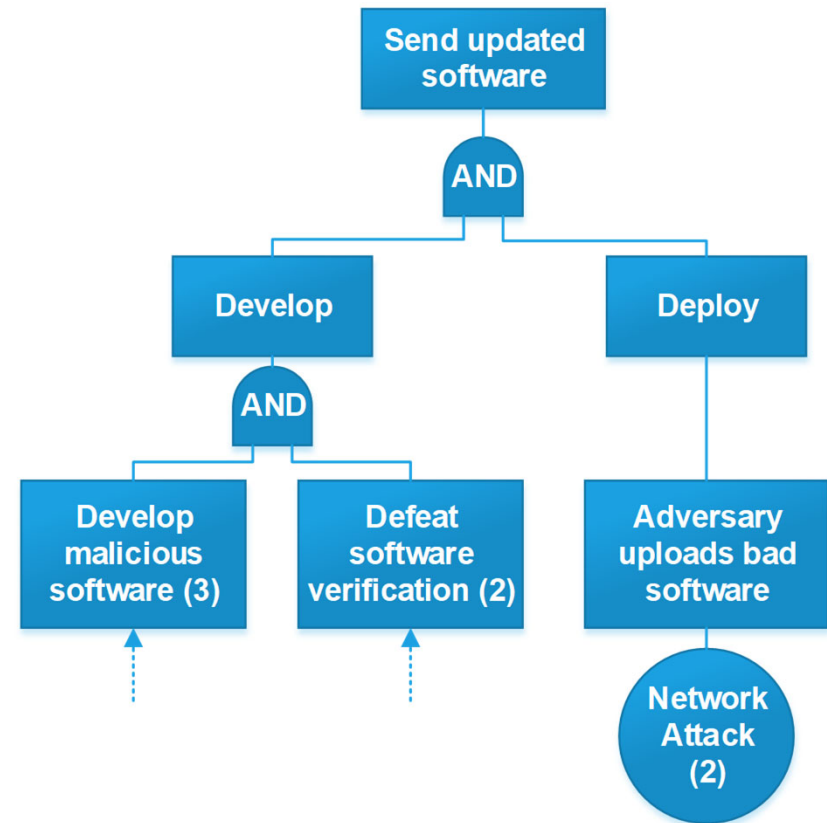 Send updated
software
AND
Develop
Deploy
AND
Develop
malicious
software (3)
Defeat
software
verification (2)
Adversary
uploads bad
software
Network
Attack
(2)